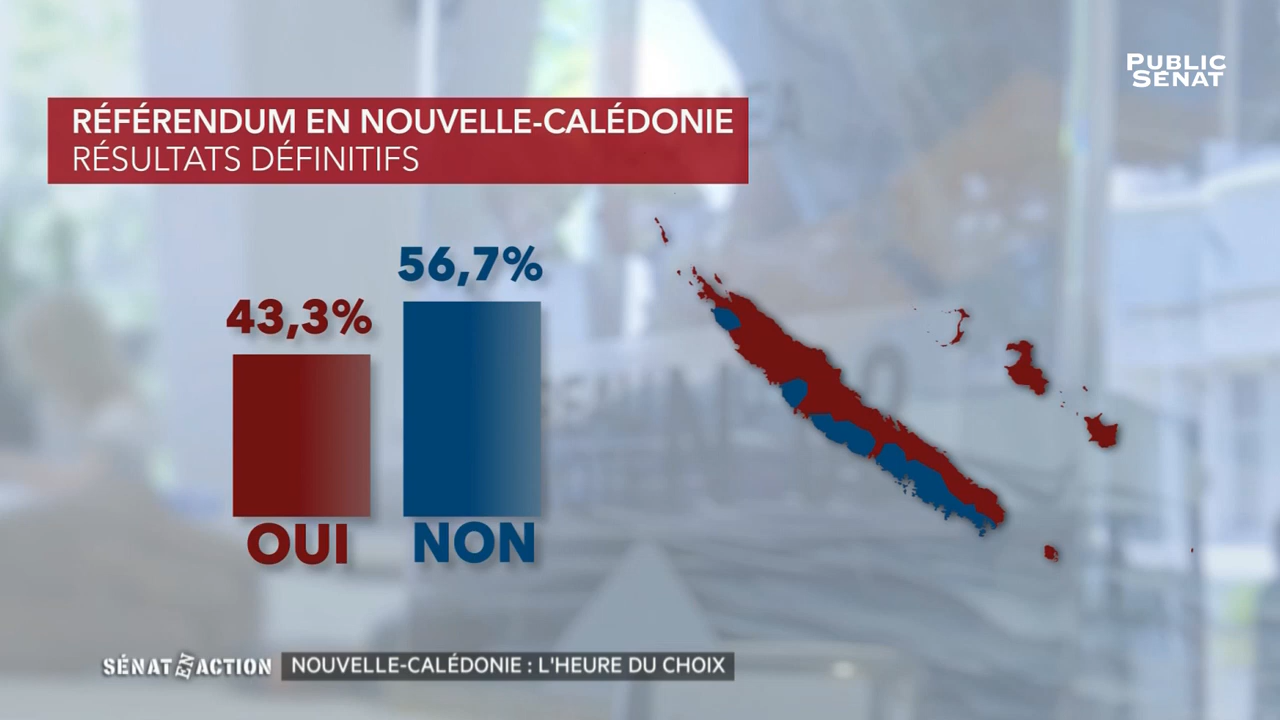 PUBLIC
SÉNAT
RÉFÉRENDUM EN NOUVELLE-CALÉDONIE
RÉSULTATS DÉFINITIFS
56,7%
43,3%
OUI
NON
SÉNAT EN ACTION
NOUVELLE-CALÉDONIE : L'HEURE DU CHOIX